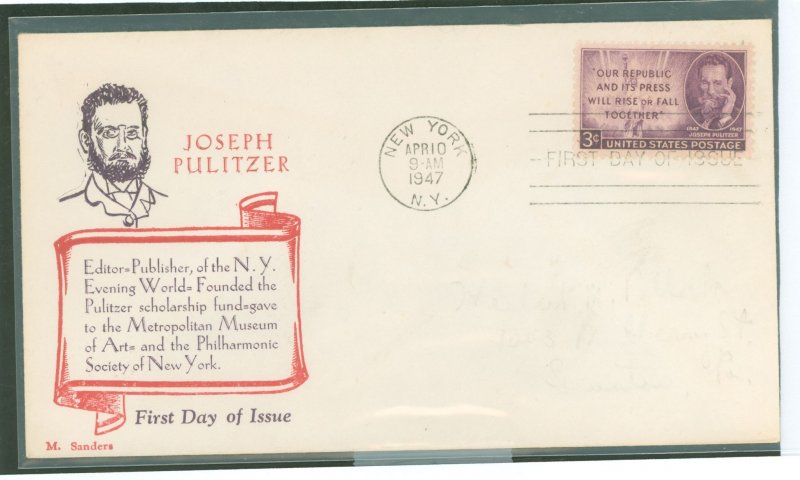 JOSEPH
PULITZER
Editor=Publisher, of the N. Y.
Evening World= Founded the
Pulitzer scholarship fund=gave
to the Metropolitan Museum
of Art= and the Philharmonic
Society of New York.
First Day of Issue
M. Sanders
NEW YORK
APR 10
9-AM
1947
N.Y.
"OUR REPUBLIC
AND ITS PRESS
WILL RISE OR FALL
TOGETHER"
1847 1947
JOSEPH PULITZER
3¢ UNITED STATES POSTAGE
FIRST DAY OF ISSUE